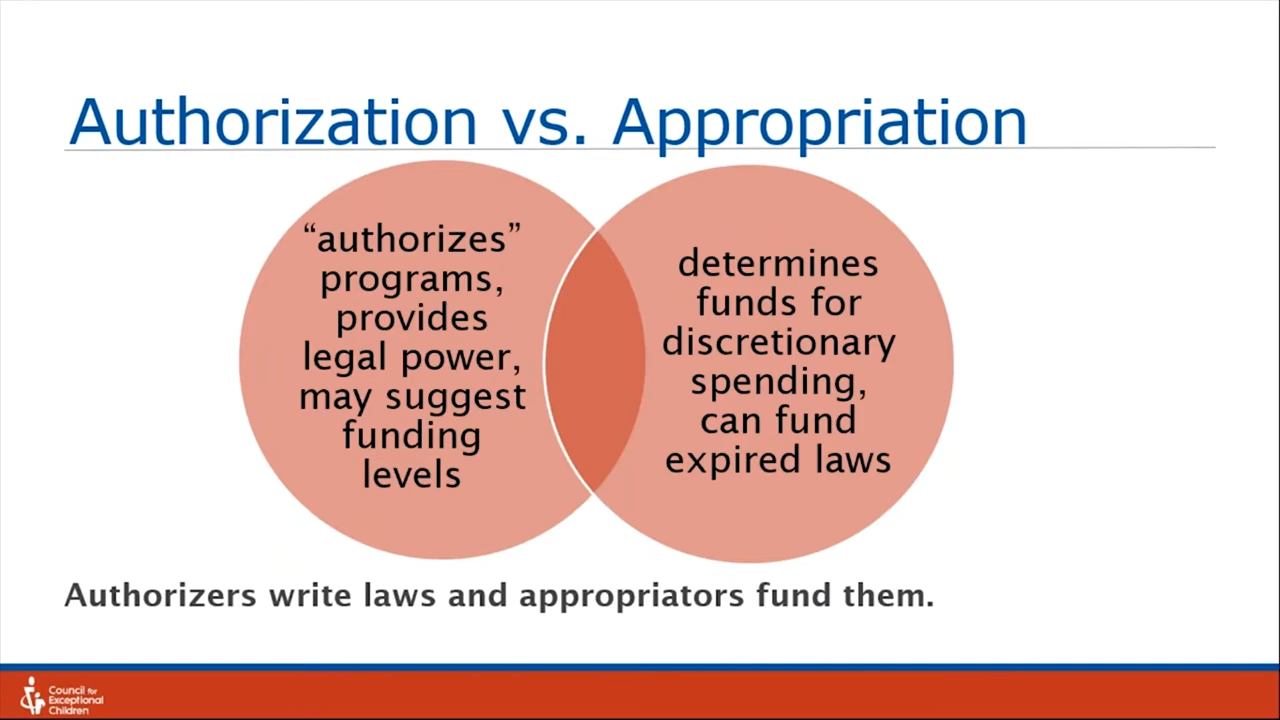 Authorization vs. Appropriation
“authorizes”
programs,
provides
legal power,
may suggest
funding
levels
determines
funds for
discretionary
spending,
can fund
expired laws
Authorizers write laws and appropriators fund them.
Council for
Exceptional
Children